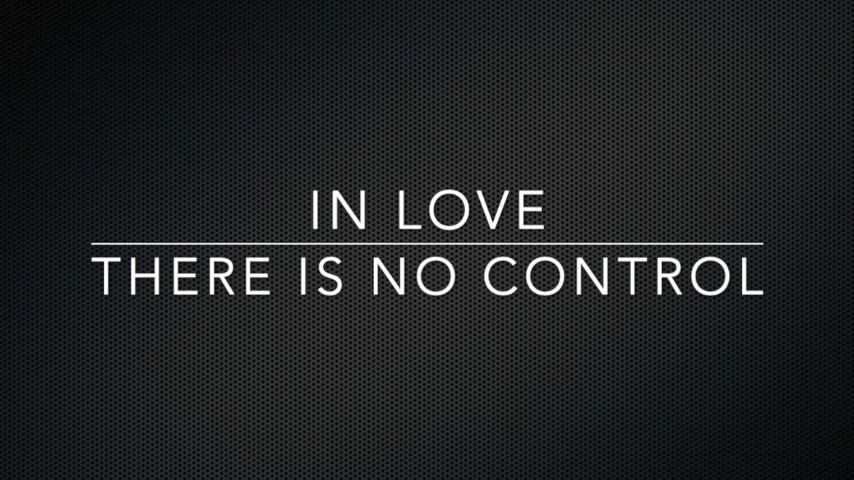 IN LOVE
THERE IS NO CONTROL